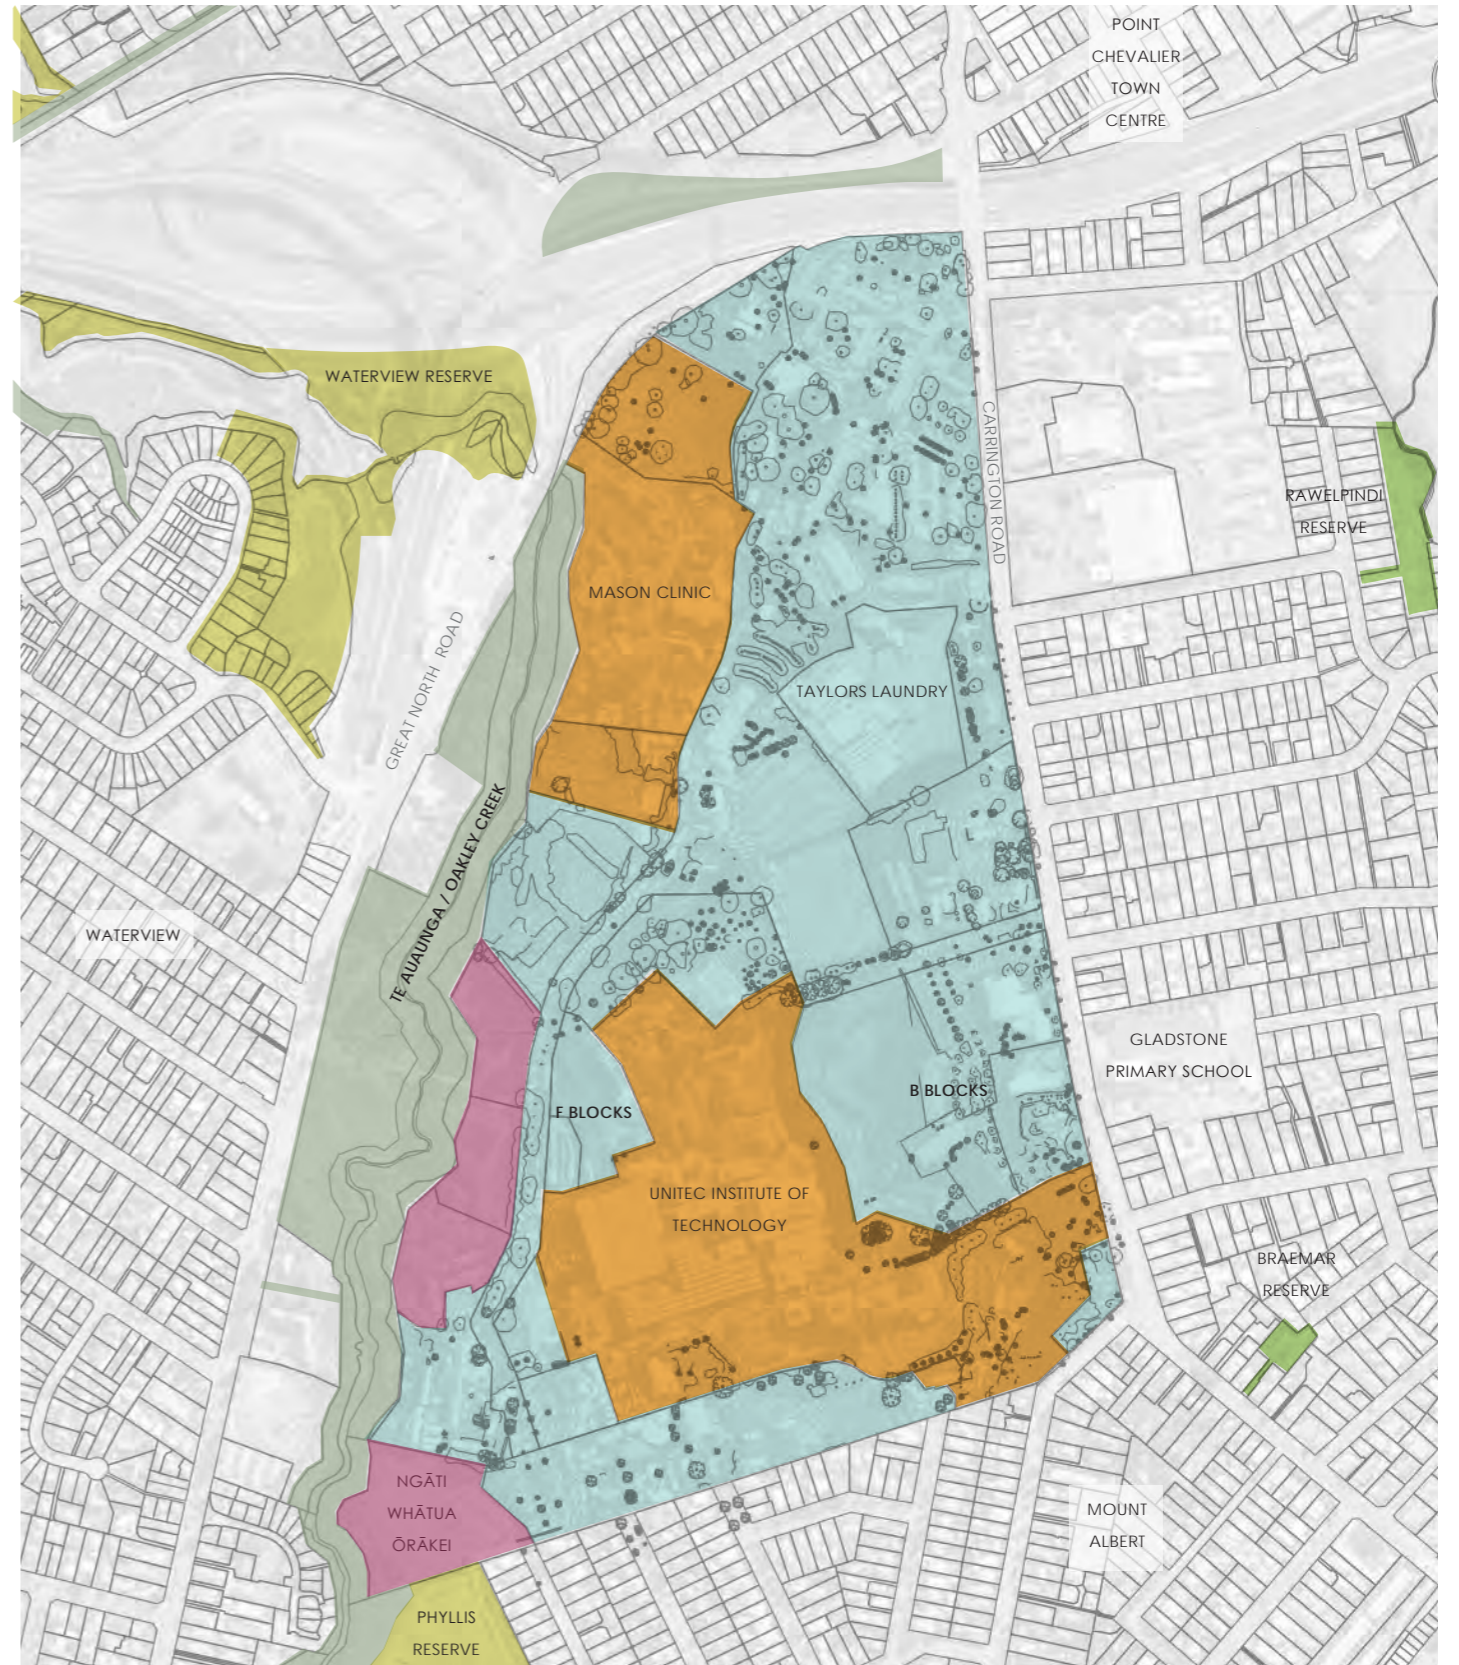 POINT
CHEVALIER
TOWN
CENTRE
WATERVIEW RESERVE
CARRINGTON ROAD
RAWELPINDI
RESERVE
MASON CLINIC
GREAT NORTH ROAD
TAYLORS LAUNDRY
TE AUAUNGA / OAKLEY CREEK
WATERVIEW
GLADSTONE
PRIMARY SCHOOL
B BLOCKS
F BLOCKS
UNITEC INSTITUTE OF
TECHNOLOGY
BRAEMAR
RESERVE
NGĀTI
WHĀTUA
ŌRĀKEI
MOUNT
ALBERT
PHYLLIS
RESERVE